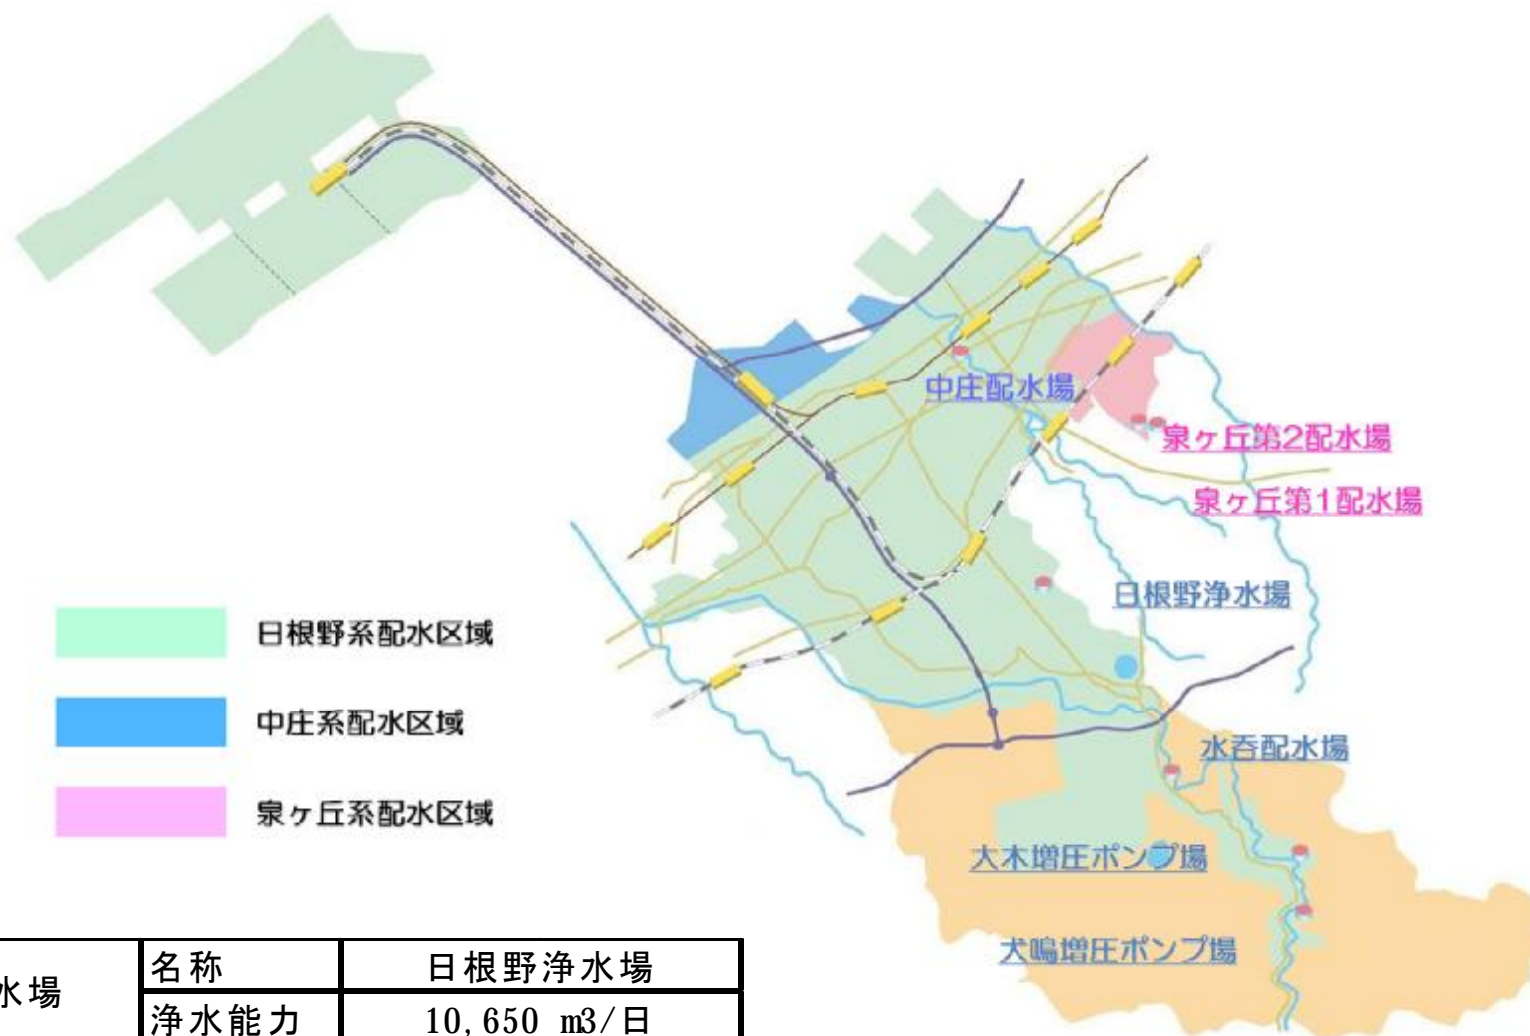 中庄配水場
泉ヶ丘第2配水場
泉ヶ丘第1配水場
日根野浄水場
日根野系配水区域
中庄系配水区域
水呑配水場
泉ヶ丘系配水区域
大木増圧ポンプ場
犬鳴増圧ポンプ場
水場
名称 日根野浄水場
浄水能力 10,650 m3/日